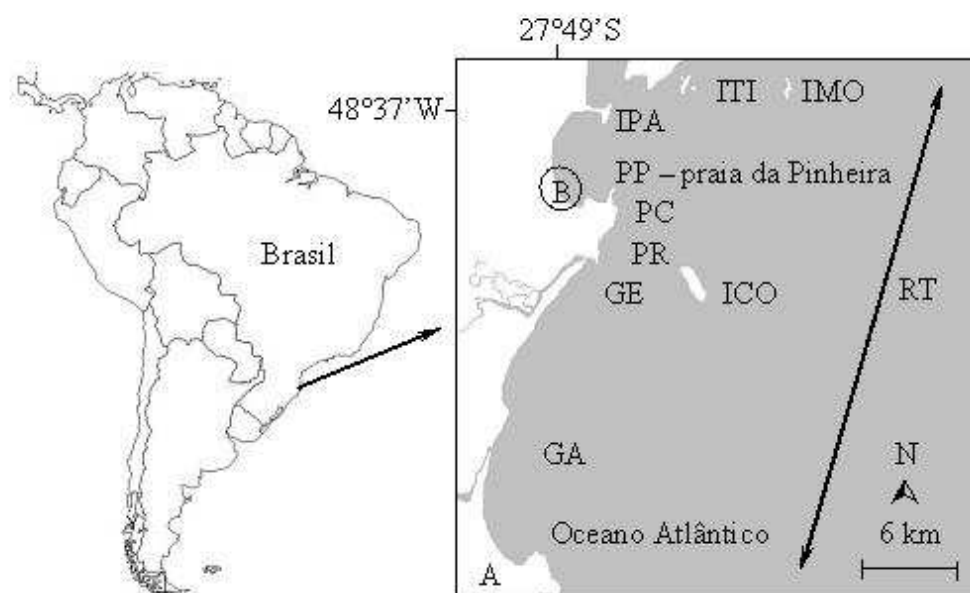 27°49’S
48°37’W
ITI IMO
IPA
PP – praia da Pinheira
B
PC
Brasil
PR
GE ICO RT
GA
N
Oceano Atlântico
6 km
A